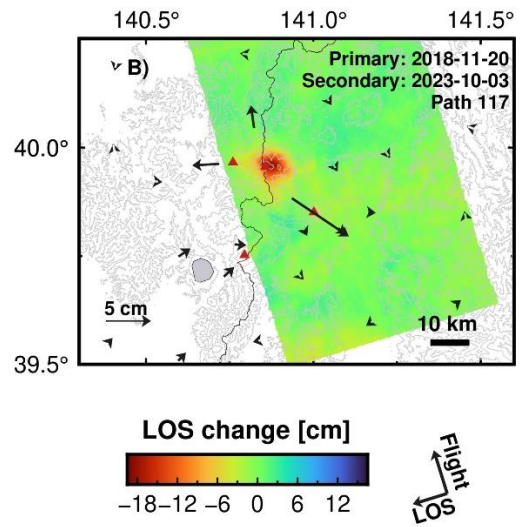 140.5° 141.0° 141.5°
B) Primary: 2018-11-20
Secondary: 2023-10-03
Path 117
40.0°
5 cm
10 km
39.5°
LOS change [cm]
−18 −12 −6 0 6 12
Flight
LOS